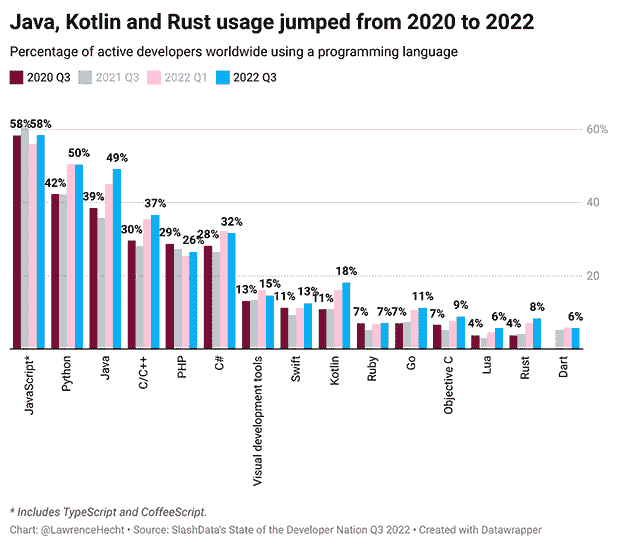 Java, Kotlin and Rust usage jumped from 2020 to 2022
Percentage of active developers worldwide using a programming language
2020 Q3 2021 Q3 2022 Q1 2022 Q3
60%
40
20
58% 58%
42% 50%
39% 49%
30% 37%
29% 26%
28% 32%
13% 15%
11% 13%
11% 18%
7% 7%
7% 11%
7% 9%
4% 6%
4% 8%
6%
JavaScript*
Python
Java
C/C++
PHP
C#
Visual development tools
Swift
Kotlin
Ruby
Go
Objective C
Lua
Rust
Dart
* Includes TypeScript and CoffeeScript.
Chart: @LawrenceHecht • Source: SlashData's State of the Developer Nation Q3 2022 • Created with Datawrapper